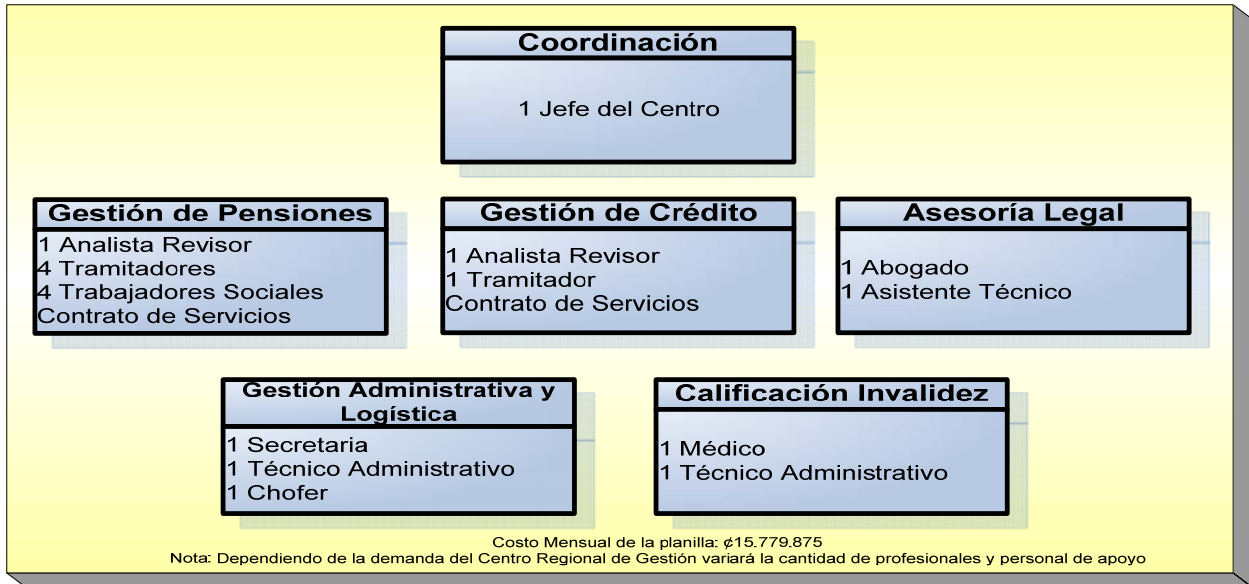 Coordinación
1 Jefe del Centro
Gestión de Pensiones
1 Analista Revisor
4 Tramitadores
4 Trabajadores Sociales
Contrato de Servicios
Gestión de Crédito
1 Analista Revisor
1 Tramitador
Contrato de Servicios
Asesoría Legal
1 Abogado
1 Asistente Técnico
Gestión Administrativa y
Logística
1 Secretaria
1 Técnico Administrativo
1 Chofer
Calificación Invalidez
1 Médico
1 Técnico Administrativo
Costo Mensual de la planilla: ¢15.779.875
Nota: Dependiendo de la demanda del Centro Regional de Gestión variará la cantidad de profesionales y personal de apoyo